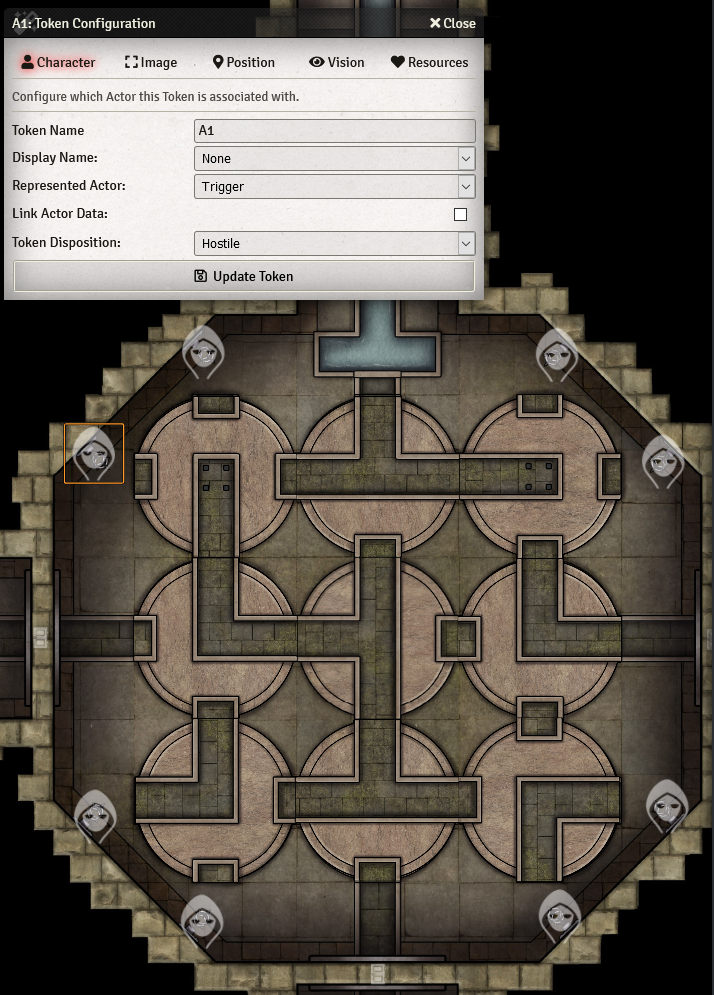 A1: Token Configuration
Close
Character Image Position Vision Resources
Configure which Actor this Token is associated with.
Token Name A1
Display Name: None
Represented Actor: Trigger
Link Actor Data:
Token Disposition: Hostile
Update Token